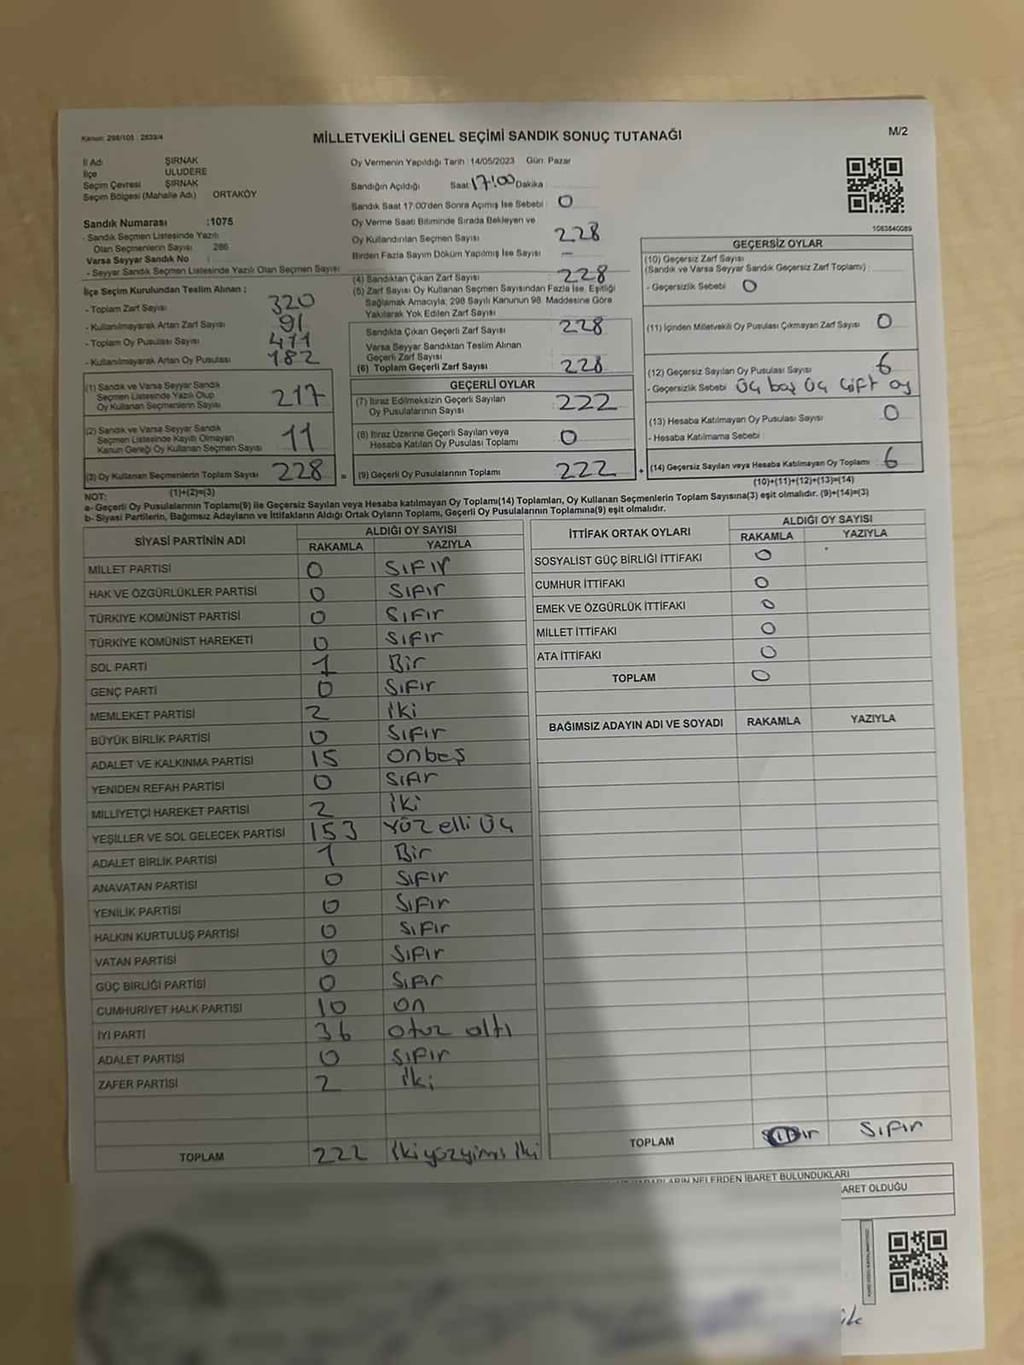 Kanun: 298/105 : 2839/4
MİLLETVEKİLİ GENEL SEÇİMİ SANDIK SONUÇ TUTANAĞI
M/2
İl Adı ŞIRNAK
İlçe ULUDERE
Seçim Çevresi ŞIRNAK
Seçim Bölgesi (Mahalle Adı) ORTAKÖY
Sandık Numarası :1075
- Sandık Seçmen Listesinde Yazılı
Olan Seçmenlerin Sayısı 286
Varsa Seyyar Sandık No
- Seyyar Sandık Seçmen Listesinde Yazılı Olan Seçmen Sayısı
İlçe Seçim Kurulundan Teslim Alınan ;
- Toplam Zarf Sayısı 320
- Kullanılmayarak Artan Zarf Sayısı 91
- Toplam Oy Pusulası Sayısı 411
- Kullanılmayarak Artan Oy Pusulası 182
(1) Sandık ve Varsa Seyyar Sandık
Seçmen Listesinde Yazılı Olup
Oy Kullanan Seçmenlerin Sayısı 217
(2) Sandık ve Varsa Seyyar Sandık
Seçmen Listesinde Kayıtlı Olmayan
Kanun Gereği Oy Kullanan Seçmen Sayısı 11
(3) Oy Kullanan Seçmenlerin Toplam Sayısı 228
(1)+(2)=(3)
Oy Vermenin Yapıldığı Tarih :14/05/2023 Gün: Pazar
Sandığın Açıldığı Saat 17:00 Dakika :
Sandık Saat 17.00'den Sonra Açımış İse Sebebi : 0
Oy Verme Saati Bitiminde Sırada Bekleyen ve
Oy Kullandırılan Seçmen Sayısı 228
Birden Fazla Sayım Döküm Yapılmış İse Sayısı –
(4) Sandıktan Çıkan Zarf Sayısı 228
(5) Zarf Sayısı Oy Kullanan Seçmen Sayısından Fazla İse, Eşitliği
Sağlamak Amacıyla; 298 Sayılı Kanunun 98. Maddesine Göre
Yakılarak Yok Edilen Zarf Sayısı
Sandıkta Çıkan Geçerli Zarf Sayısı 228
Varsa Seyyar Sandıktan Teslim Alınan
Geçerli Zarf Sayısı
(6) Toplam Geçerli Zarf Sayısı 228
GEÇERLİ OYLAR
(7) İtiraz Edilmeksizin Geçerli Sayılan
Oy Pusulalarının Sayısı 222
(8) İtiraz Üzerine Geçerli Sayılan veya
Hesaba Katılan Oy Pusulası Toplamı 0
= (9) Geçerli Oy Pusulalarının Toplamı 222
1063640089
GEÇERSİZ OYLAR
(10) Geçersiz Zarf Sayısı
(Sandık ve Varsa Seyyar Sandık Geçersiz Zarf Toplamı) :
- Geçersizlik Sebebi 0
(11) İçinden Milletvekili Oy Pusulası Çıkmayan Zarf Sayısı 0
(12) Geçersiz Sayılan Oy Pusulası Sayısı 6
- Geçersizlik Sebebi Üç boş Üç çift oy
(13) Hesaba Katılmayan Oy Pusulası Sayısı 0
- Hesaba Katılmama Sebebi :
+ (14) Geçersiz Sayılan veya Hesaba Katılmayan Oy Toplamı 6
(10)+(11)+(12)+(13)=(14)
NOT:
a- Geçerli Oy Pusulalarının Toplamı(9) ile Geçersiz Sayılan veya Hesaba katılmayan Oy Toplamı(14) Toplamları, Oy Kullanan Seçmenlerin Toplam Sayısına(3) eşit olmalıdır. (9)+(14)=(3)
b- Siyasi Partilerin, Bağımsız Adayların ve İttifakların Aldığı Ortak Oyların Toplamı, Geçerli Oy Pusulalarının Toplamına(9) eşit olmalıdır.
SİYASİ PARTİNİN ADI
ALDIĞI OY SAYISI
RAKAMLA YAZIYLA
MİLLET PARTİSİ 0 Sıfır
HAK VE ÖZGÜRLÜKLER PARTİSİ 0 Sıfır
TÜRKİYE KOMÜNİST PARTİSİ 0 Sıfır
TÜRKİYE KOMÜNİST HAREKETİ 0 Sıfır
SOL PARTİ 1 Bir
GENÇ PARTİ 0 Sıfır
MEMLEKET PARTİSİ 2 iki
BÜYÜK BİRLİK PARTİSİ 0 Sıfır
ADALET VE KALKINMA PARTİSİ 15 onbeş
YENİDEN REFAH PARTİSİ 0 Sıfır
MİLLİYETÇİ HAREKET PARTİSİ 2 iki
YEŞİLLER VE SOL GELECEK PARTİSİ 153 Yüz elli Üç
ADALET BİRLİK PARTİSİ 1 Bir
ANAVATAN PARTİSİ 0 Sıfır
YENİLİK PARTİSİ 0 Sıfır
HALKIN KURTULUŞ PARTİSİ 0 Sıfır
VATAN PARTİSİ 0 Sıfır
GÜÇ BİRLİĞİ PARTİSİ 0 Sıfır
CUMHURİYET HALK PARTİSİ 10 on
İYİ PARTİ 36 otuz altı
ADALET PARTİSİ 0 Sıfır
ZAFER PARTİSİ 2 iki
TOPLAM 222 İkiyüzyirmi İki
İTTİFAK ORTAK OYLARI
ALDIĞI OY SAYISI
RAKAMLA YAZIYLA
SOSYALİST GÜÇ BİRLİĞİ İTTİFAKI 0
CUMHUR İTTİFAKI 0
EMEK VE ÖZGÜRLÜK İTTİFAKI 0
MİLLET İTTİFAKI 0
ATA İTTİFAKI 0
TOPLAM 0
BAĞIMSIZ ADAYIN ADI VE SOYADI RAKAMLA YAZIYLA
TOPLAM Sıfır
NELERDEN İBARET BULUNDUKLARI
ARET OLDUĞU